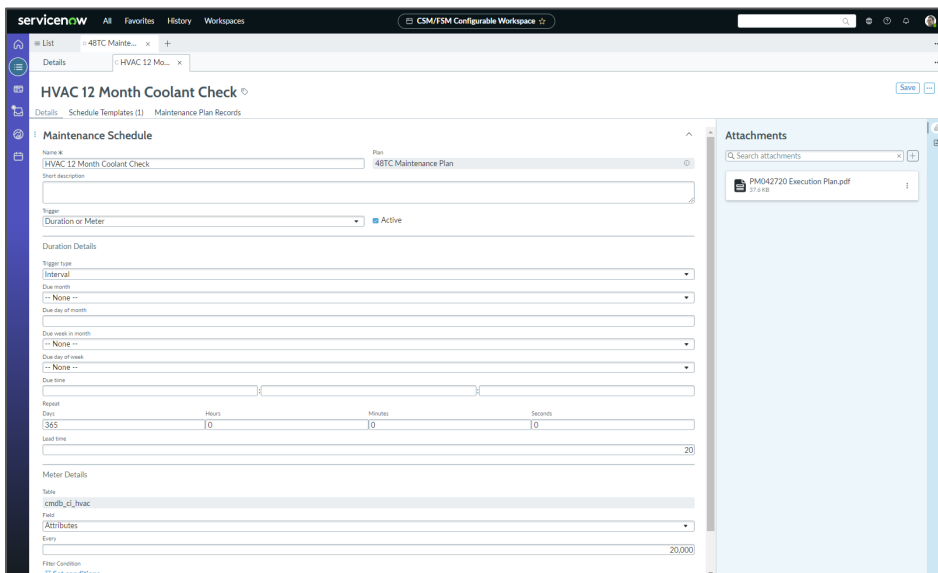 servicenow All Favorites History Workspaces CSM/FSM Configurable Workspace
List 48TC Mainte... × +
Details HVAC 12 Mo... ×
HVAC 12 Month Coolant Check
Save
Details Schedule Templates (1) Maintenance Plan Records
Maintenance Schedule
Name Plan
HVAC 12 Month Coolant Check 48TC Maintenance Plan
Short description
Trigger
Duration or Meter Active
Duration Details
Trigger type
Interval
Due month
-- None --
Due day of month
Due week in month
-- None --
Due day of week
-- None --
Due time
: :
Repeat
Days Hours Minutes Seconds
365 0 0 0
Lead time
20
Meter Details
Table
cmdb_ci_hvac
Field
Attributes
Every
20,000
Filter Condition
Attachments
Search attachments × +
PM042720 Execution Plan.pdf
37.6 KB